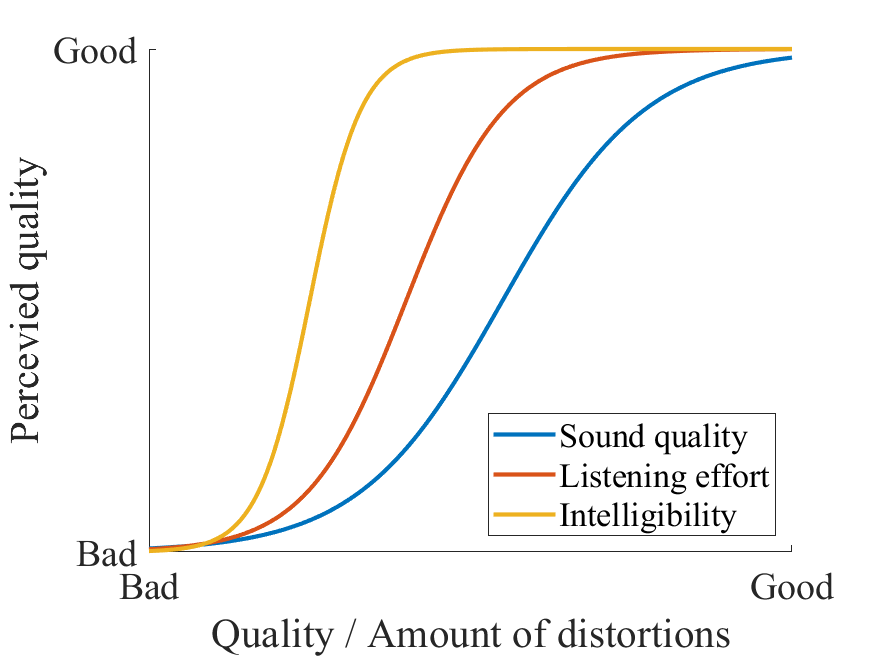 Good
Percevied quality
Sound quality
Listening effort
Intelligibility
Bad
Bad
Good
Quality / Amount of distortions